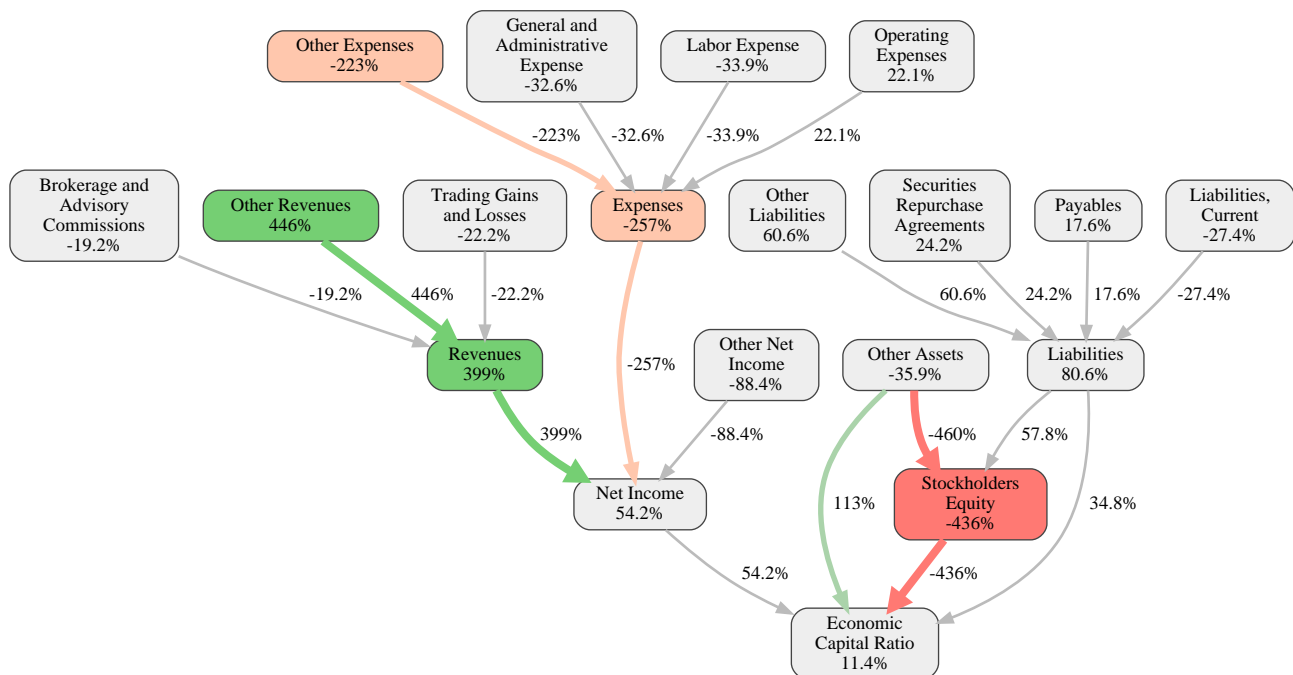 Other Expenses
-223%
General and
Administrative
Expense
-32.6%
Labor Expense
-33.9%
Operating
Expenses
22.1%
-223%
-32.6%
-33.9%
22.1%
Brokerage and
Advisory
Commissions
-19.2%
Other Revenues
446%
Trading Gains
and Losses
-22.2%
Expenses
-257%
Other
Liabilities
60.6%
Securities
Repurchase
Agreements
24.2%
Payables
17.6%
Liabilities,
Current
-27.4%
-19.2%
446%
-22.2%
60.6%
24.2%
17.6%
-27.4%
Revenues
399%
-257%
Other Net
Income
-88.4%
Other Assets
-35.9%
Liabilities
80.6%
399%
-88.4%
-460%
57.8%
Net Income
54.2%
113%
Stockholders
Equity
-436%
34.8%
54.2%
-436%
Economic
Capital Ratio
11.4%